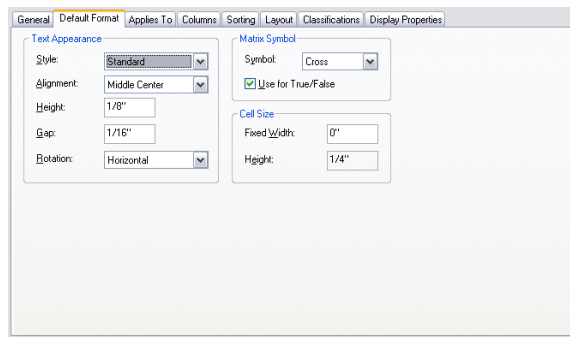 General Default Format Applies To Columns Sorting Layout Classifications Display Properties
Text Appearance
Style: Standard
Alignment: Middle Center
Height: 1/8"
Gap: 1/16"
Rotation: Horizontal
Matrix Symbol
Symbol: Cross
Use for True/False
Cell Size
Fixed Width: 0"
Height: 1/4"